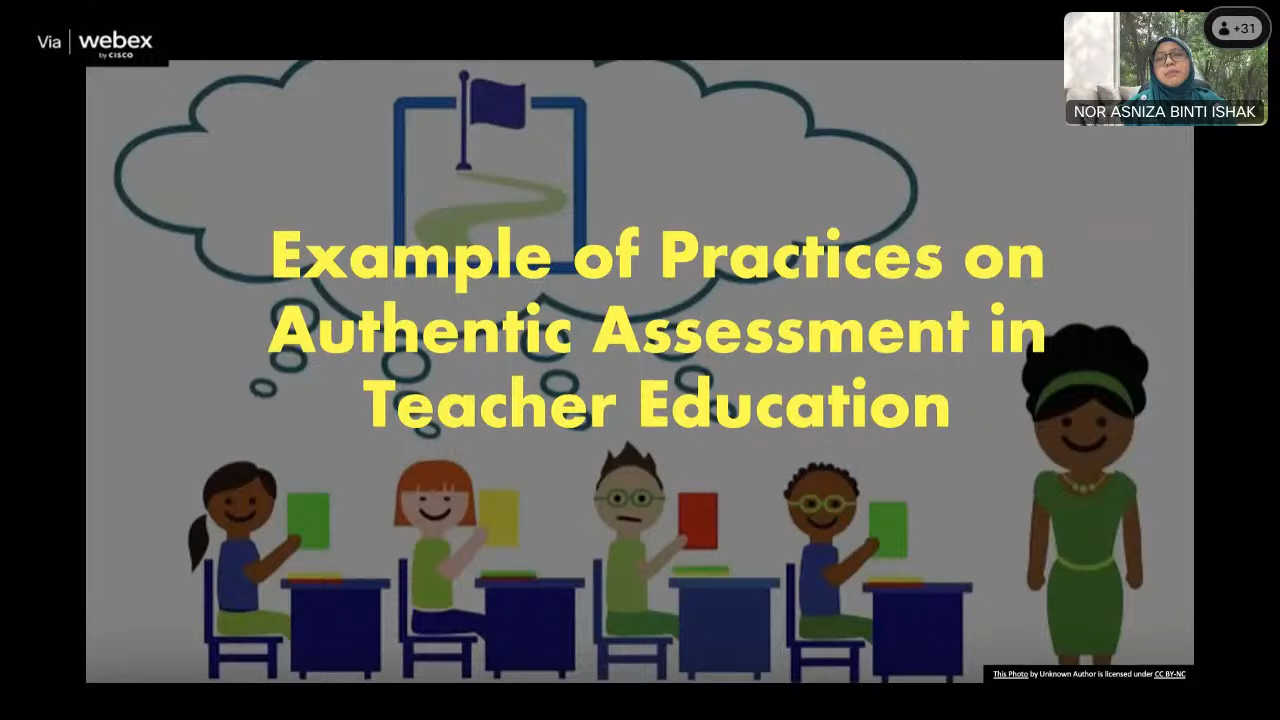 Via webex
by CISCO
+31
NOR ASNIZA BINTI ISHAK
Example of Practices on
Authentic Assessment in
Teacher Education
This Photo by Unknown Author is licensed under CC BY-NC